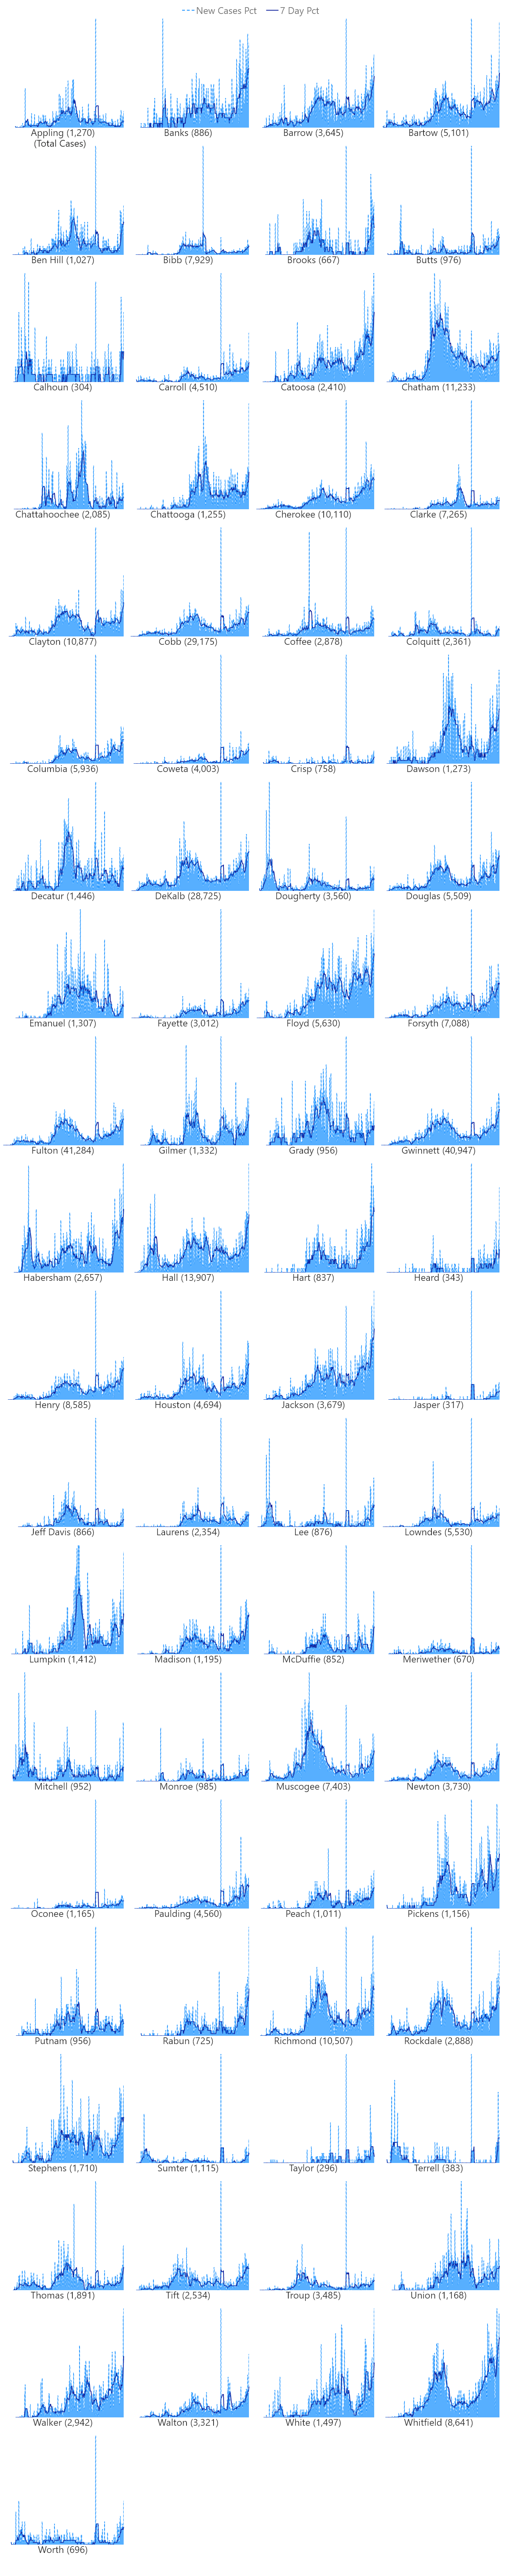 New Cases Pct 7 Day Pct
Appling (1,270) Banks (886) Barrow (3,645) Bartow (5,101)
(Total Cases)
Ben Hill (1,027) Bibb (7,929) Brooks (667) Butts (976)
Calhoun (304) Carroll (4,510) Catoosa (2,410) Chatham (11,233)
Chattahoochee (2,085) Chattooga (1,255) Cherokee (10,110) Clarke (7,265)
Clayton (10,877) Cobb (29,175) Coffee (2,878) Colquitt (2,361)
Columbia (5,936) Coweta (4,003) Crisp (758) Dawson (1,273)
Decatur (1,446) DeKalb (28,725) Dougherty (3,560) Douglas (5,509)
Emanuel (1,307) Fayette (3,012) Floyd (5,630) Forsyth (7,088)
Fulton (41,284) Gilmer (1,332) Grady (956) Gwinnett (40,947)
Habersham (2,657) Hall (13,907) Hart (837) Heard (343)
Henry (8,585) Houston (4,694) Jackson (3,679) Jasper (317)
Jeff Davis (866) Laurens (2,354) Lee (876) Lowndes (5,530)
Lumpkin (1,412) Madison (1,195) McDuffie (852) Meriwether (670)
Mitchell (952) Monroe (985) Muscogee (7,403) Newton (3,730)
Oconee (1,165) Paulding (4,560) Peach (1,011) Pickens (1,156)
Putnam (956) Rabun (725) Richmond (10,507) Rockdale (2,888)
Stephens (1,710) Sumter (1,115) Taylor (296) Terrell (383)
Thomas (1,891) Tift (2,534) Troup (3,485) Union (1,168)
Walker (2,942) Walton (3,321) White (1,497) Whitfield (8,641)
Worth (696)